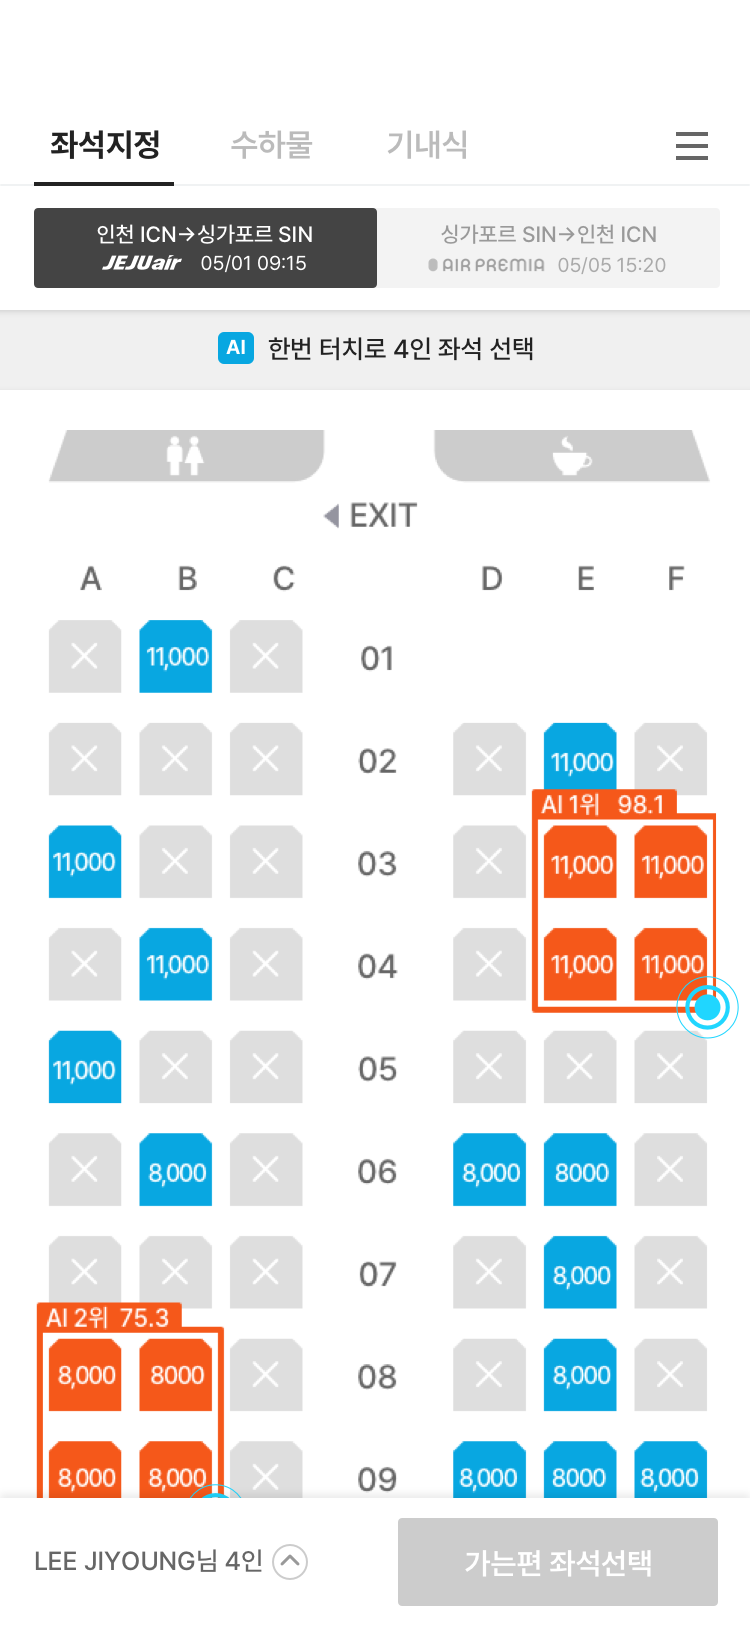 좌석지정 수하물 기내식
인천 ICN→싱가포르 SIN
JEJUair 05/01 09:15
싱가포르 SIN→인천 ICN
AIR PREMIA 05/05 15:20
AI 한번 터치로 4인 좌석 선택
EXIT
A B C D E F
11,000 01
02 11,000
AI 1위 98.1
11,000 03 11,000 11,000
11,000 04 11,000 11,000
11,000 05
8,000 06 8,000 8000
07 8,000
AI 2위 75.3
8,000 8000 08 8,000
8,000 8,000 09 8,000 8000 8,000
LEE JIYOUNG님 4인
가는편 좌석선택